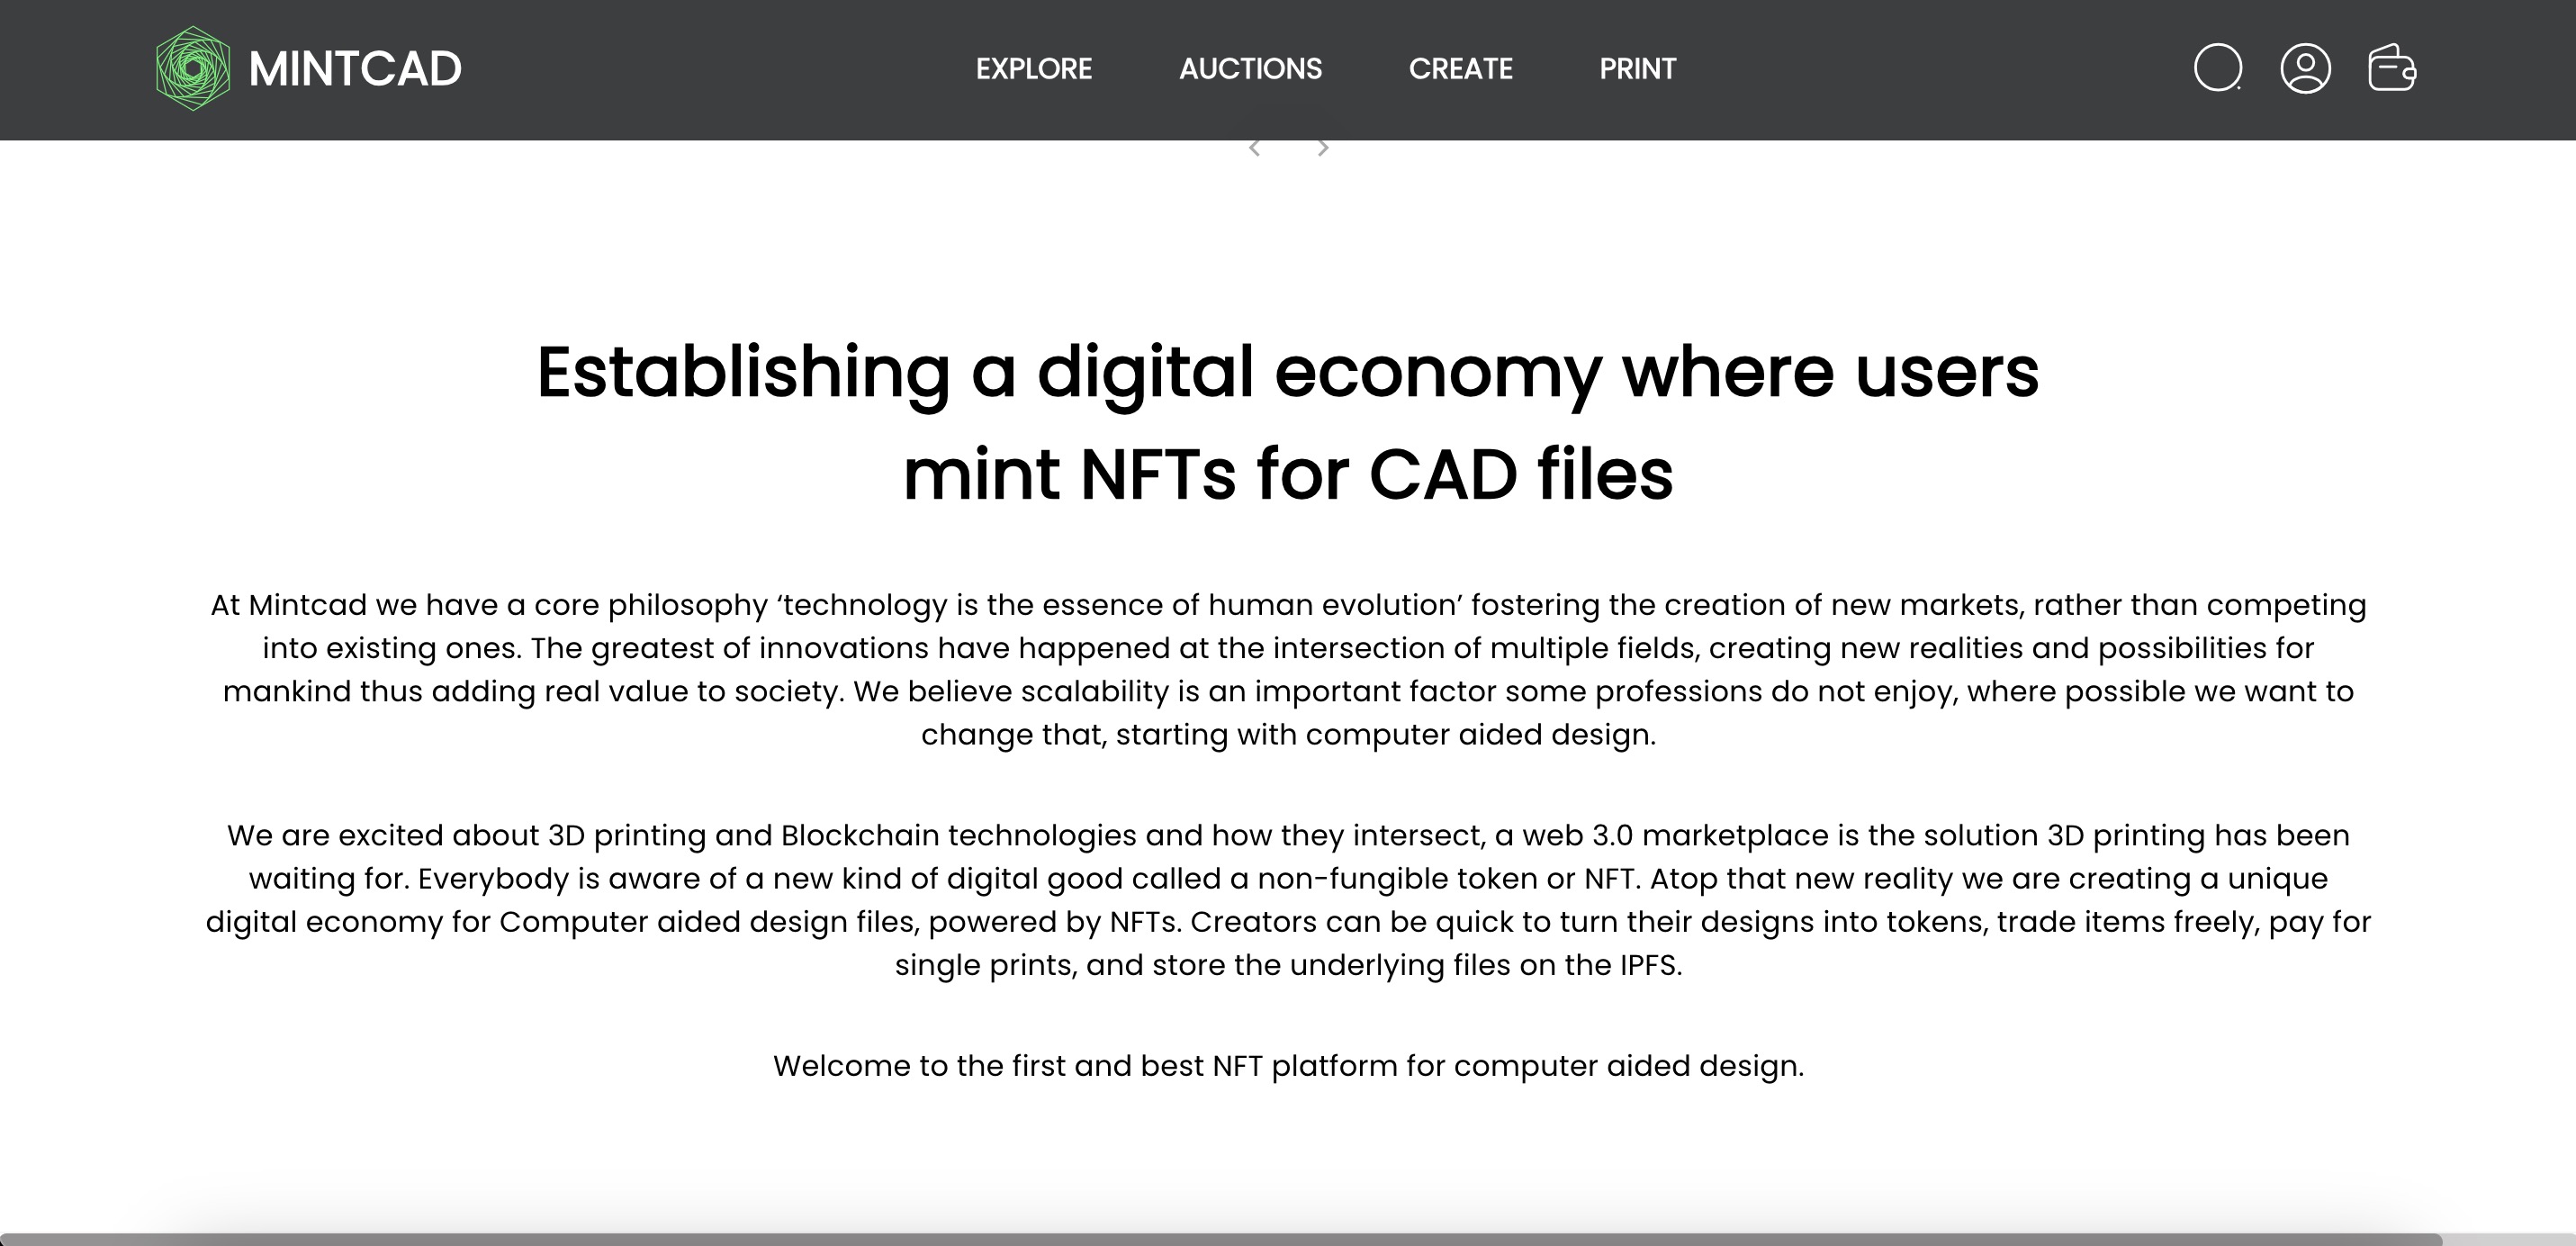 MINTCAD
EXPLORE
AUCTIONS
CREATE
PRINT
Establishing a digital economy where users
mint NFTs for CAD files
At Mintcad we have a core philosophy ‘technology is the essence of human evolution’ fostering the creation of new markets, rather than competing
into existing ones. The greatest of innovations have happened at the intersection of multiple fields, creating new realities and possibilities for
mankind thus adding real value to society. We believe scalability is an important factor some professions do not enjoy, where possible we want to
change that, starting with computer aided design.
We are excited about 3D printing and Blockchain technologies and how they intersect, a web 3.0 marketplace is the solution 3D printing has been
waiting for. Everybody is aware of a new kind of digital good called a non-fungible token or NFT. Atop that new reality we are creating a unique
digital economy for Computer aided design files, powered by NFTs. Creators can be quick to turn their designs into tokens, trade items freely, pay for
single prints, and store the underlying files on the IPFS.
Welcome to the first and best NFT platform for computer aided design.